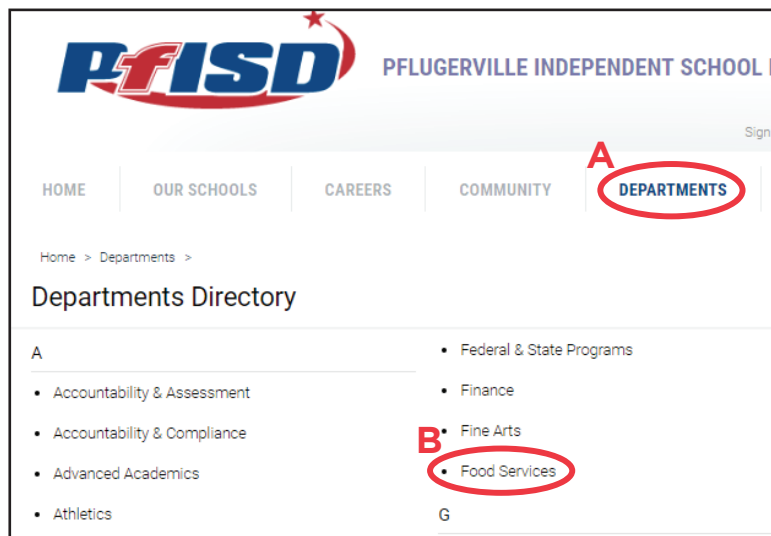 PfISD
PFLUGERVILLE INDEPENDENT SCHOOL
Sign
A
HOME OUR SCHOOLS CAREERS COMMUNITY DEPARTMENTS
Home > Departments >
Departments Directory
A
• Accountability & Assessment
• Accountability & Compliance
• Advanced Academics
• Athletics
• Federal & State Programs
• Finance
• Fine Arts
B
• Food Services
G